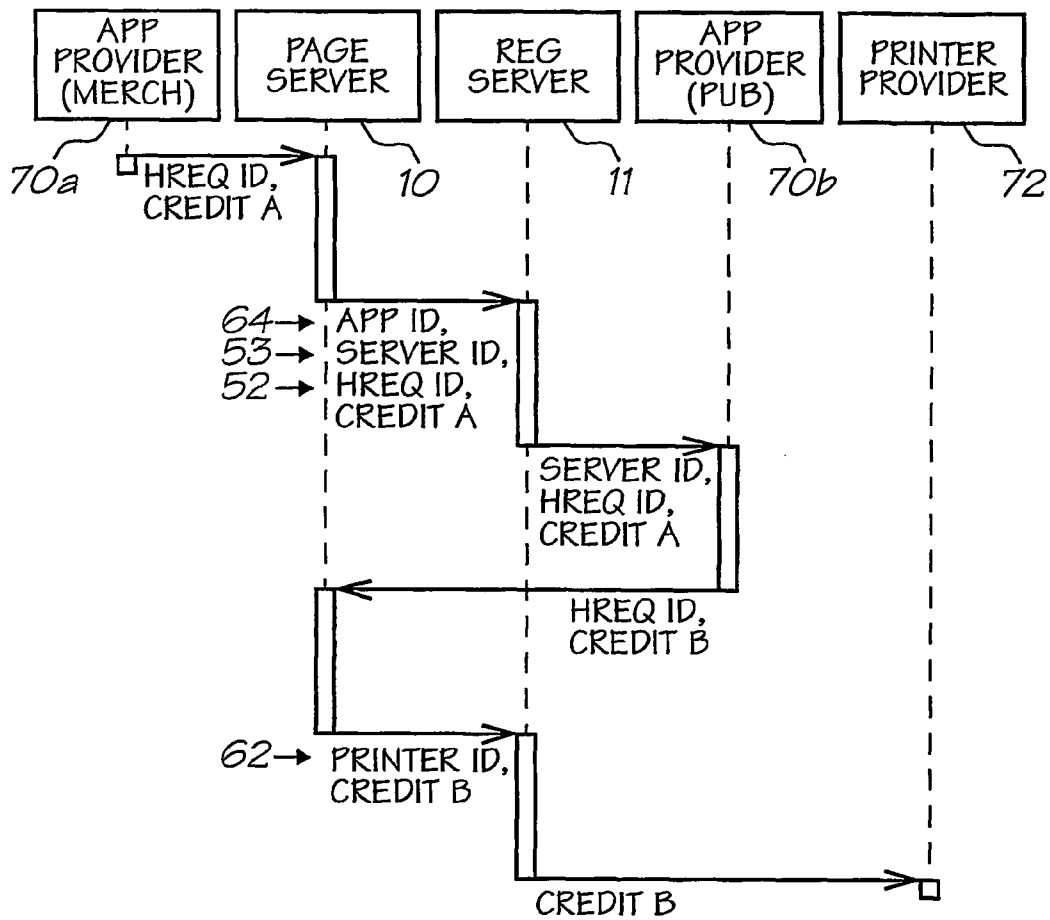 APP
PROVIDER
(MERCH)
PAGE
SERVER
REG
SERVER
APP
PROVIDER
(PUB)
PRINTER
PROVIDER
70a
10
11
70b
72
HREQ ID,
CREDIT A
64
APP ID,
53
SERVER ID,
52
HREQ ID,
CREDIT A
SERVER ID,
HREQ ID,
CREDIT A
HREQ ID,
CREDIT B
62
PRINTER ID,
CREDIT B
CREDIT B